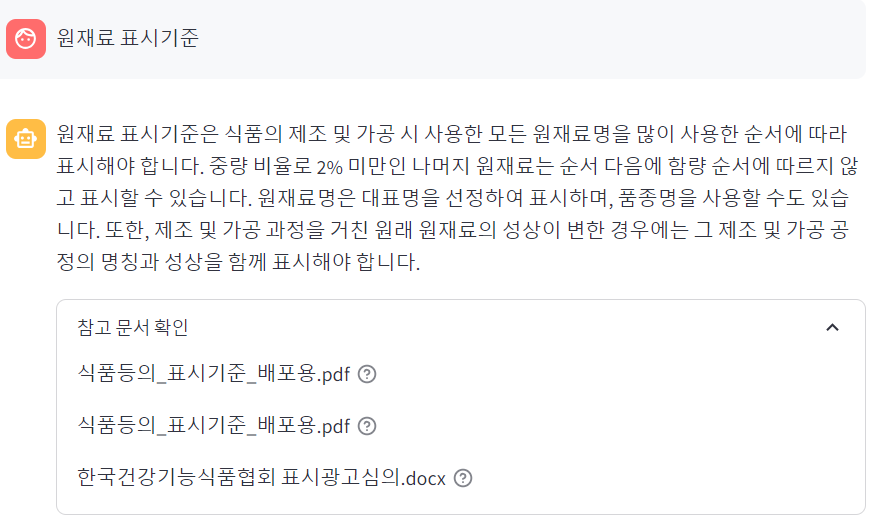 원재료 표시기준
원재료 표시기준은 식품의 제조 및 가공 시 사용한 모든 원재료명을 많이 사용한 순서에 따라
표시해야 합니다. 중량 비율로 2% 미만인 나머지 원재료는 순서 다음에 함량 순서에 따르지 않
고 표시할 수 있습니다. 원재료명은 대표명을 선정하여 표시하며, 품종명을 사용할 수도 있습
니다. 또한, 제조 및 가공 과정을 거친 원래 원재료의 성상이 변한 경우에는 그 제조 및 가공 공
정의 명칭과 성상을 함께 표시해야 합니다.
참고 문서 확인
식품등의_표시기준_배포용.pdf
식품등의_표시기준_배포용.pdf
한국건강기능식품협회 표시광고심의.docx